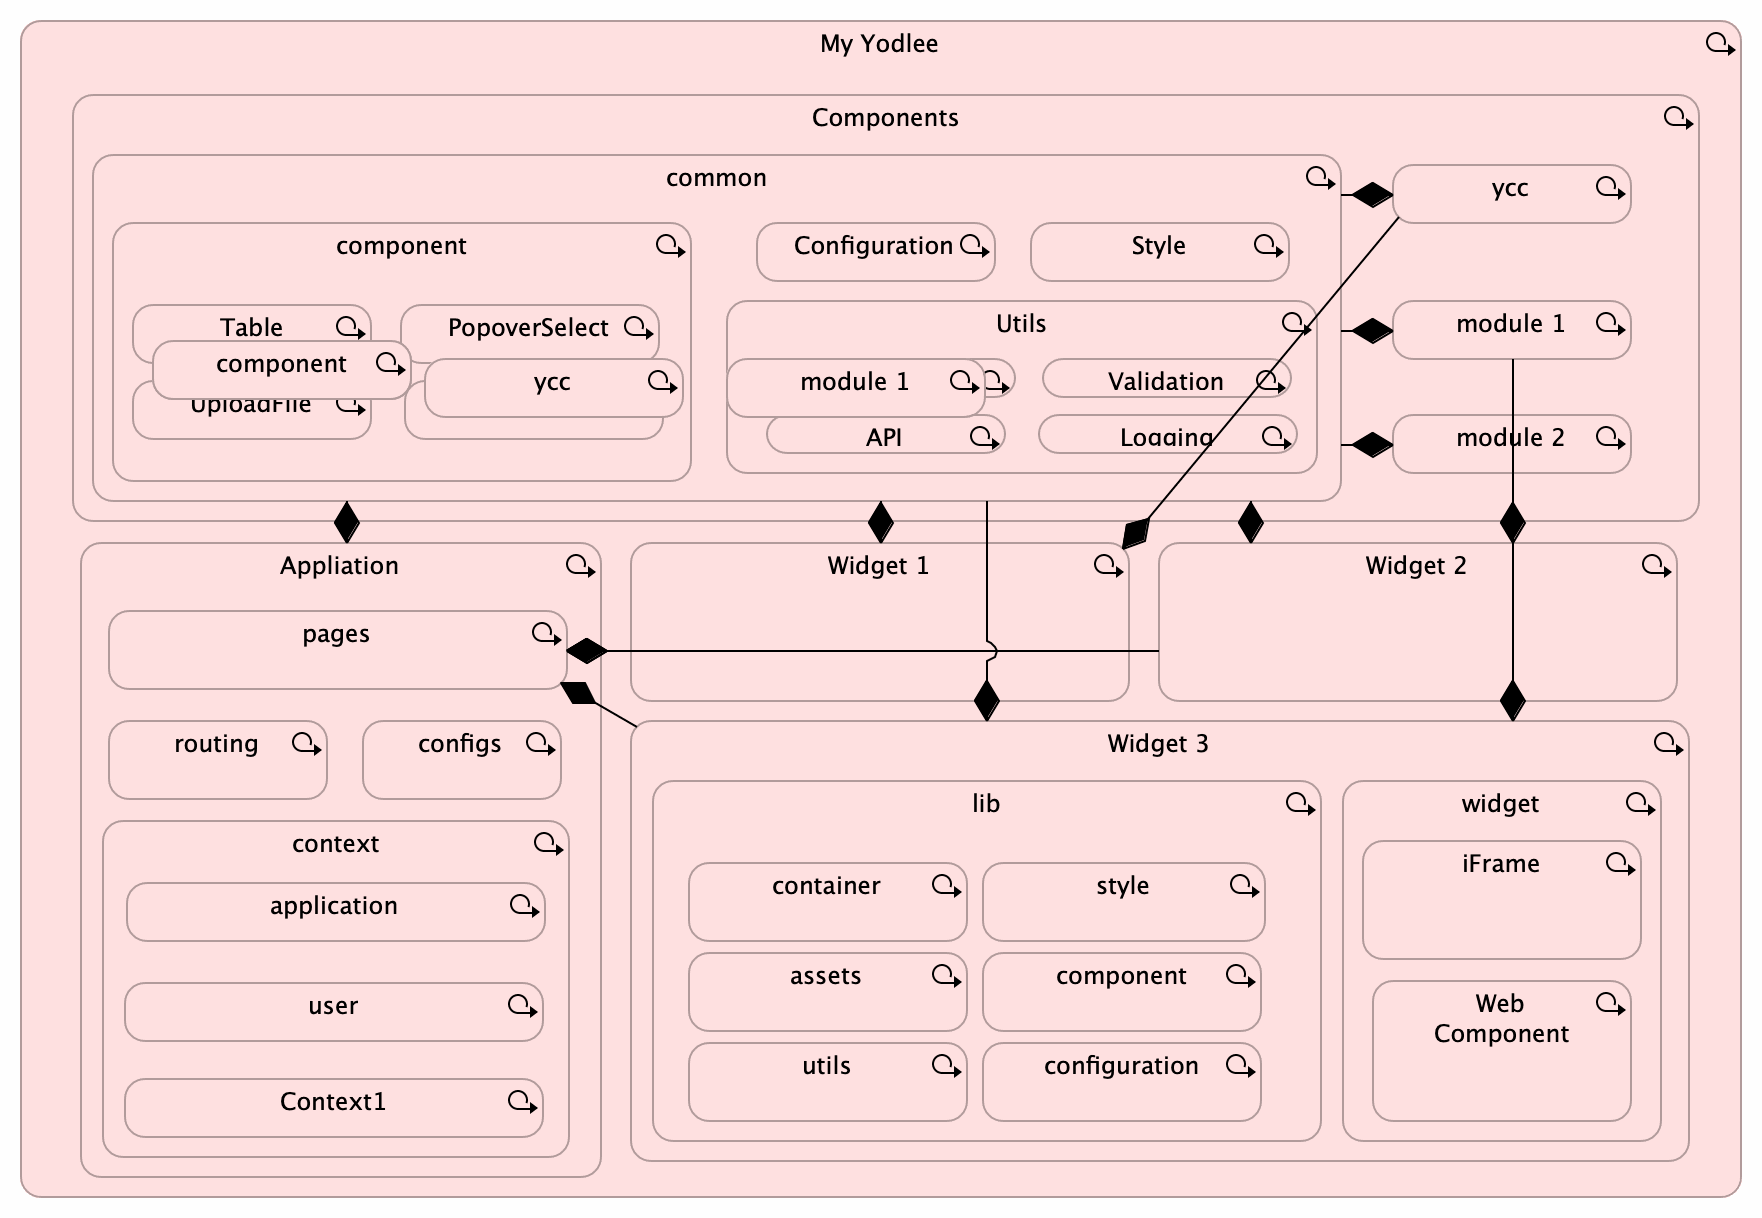 My Yodlee
Components
common
ycc
component
Configuration
Style
Table
PopoverSelect
Utils
module 1
component
ycc
module 1
Validation
UploadFile
API
Logging
module 2
Appliation
Widget 1
Widget 2
pages
routing
configs
Widget 3
context
lib
widget
application
container
style
iFrame
user
assets
component
Web
Component
Context1
utils
configuration